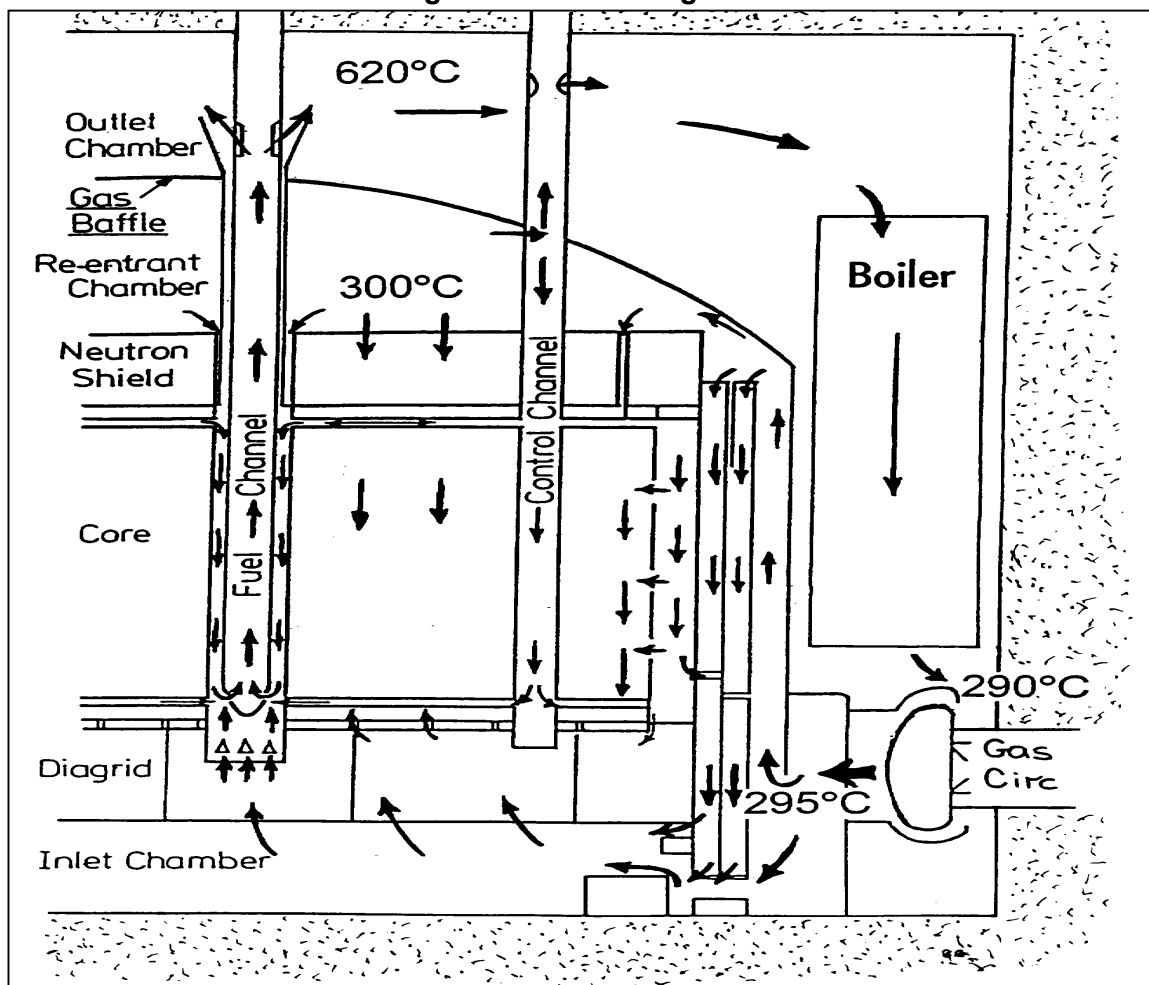 620°C
Outlet
Chamber
Gas
Baffle
Re-entrant
Chamber
300°C
Boiler
Neutron
Shield
Control Channel
Fuel Channel
Core
290°C
Gas
Circ
Diagrid
295°C
Inlet Chamber